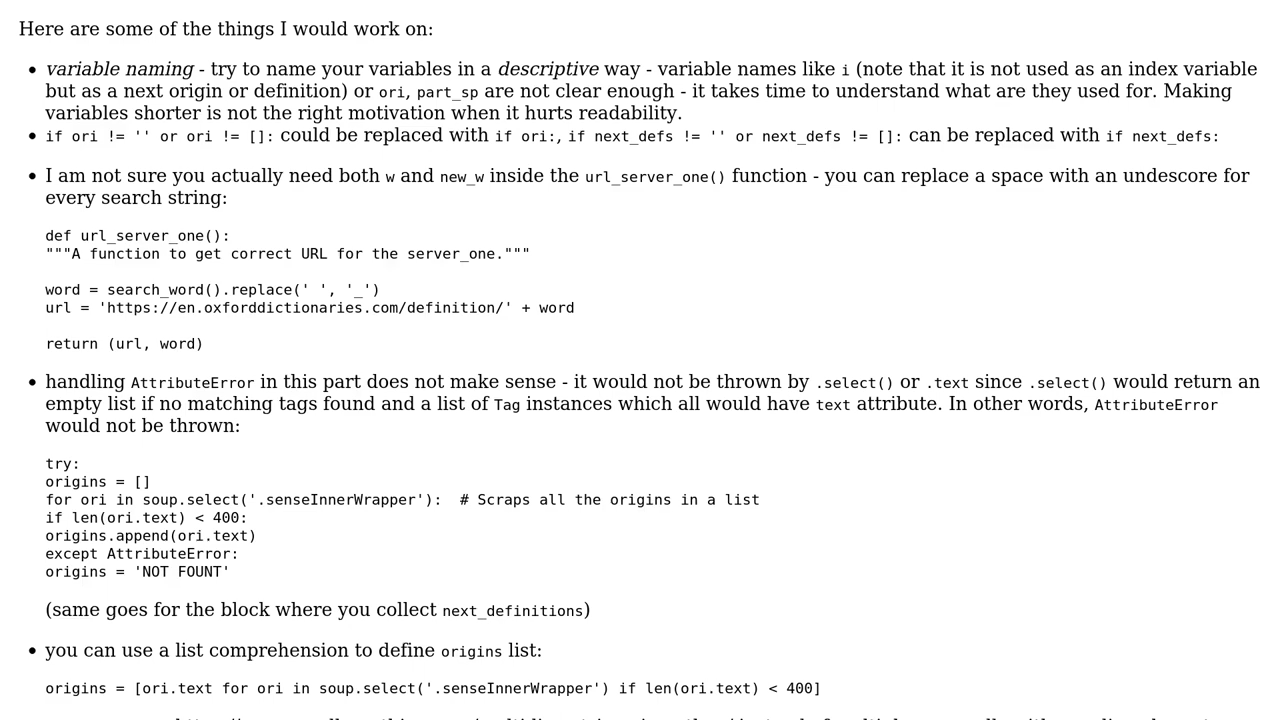 Here are some of the things I would work on:
variable naming - try to name your variables in a descriptive way - variable names like i (note that it is not used as an index variable
but as a next origin or definition) or ori, part_sp are not clear enough - it takes time to understand what are they used for. Making
variables shorter is not the right motivation when it hurts readability.
if ori != '' or ori != []: could be replaced with if ori:, if next_defs != '' or next_defs != []: can be replaced with if next_defs:
I am not sure you actually need both w and new_w inside the url_server_one() function - you can replace a space with an undescore for
every search string:
def url_server_one():
"""A function to get correct URL for the server_one."""
word = search_word().replace(' ', '_')
url = 'https://en.oxforddictionaries.com/definition/' + word
return (url, word)
handling AttributeError in this part does not make sense - it would not be thrown by .select() or .text since .select() would return an
empty list if no matching tags found and a list of Tag instances which all would have text attribute. In other words, AttributeError
would not be thrown:
try:
origins = []
for ori in soup.select('.senseInnerWrapper'):  # Scraps all the origins in a list
if len(ori.text) < 400:
origins.append(ori.text)
except AttributeError:
origins = 'NOT FOUNT'
(same goes for the block where you collect next_definitions)
you can use a list comprehension to define origins list:
origins = [ori.text for ori in soup.select('.senseInnerWrapper') if len(ori.text) < 400]